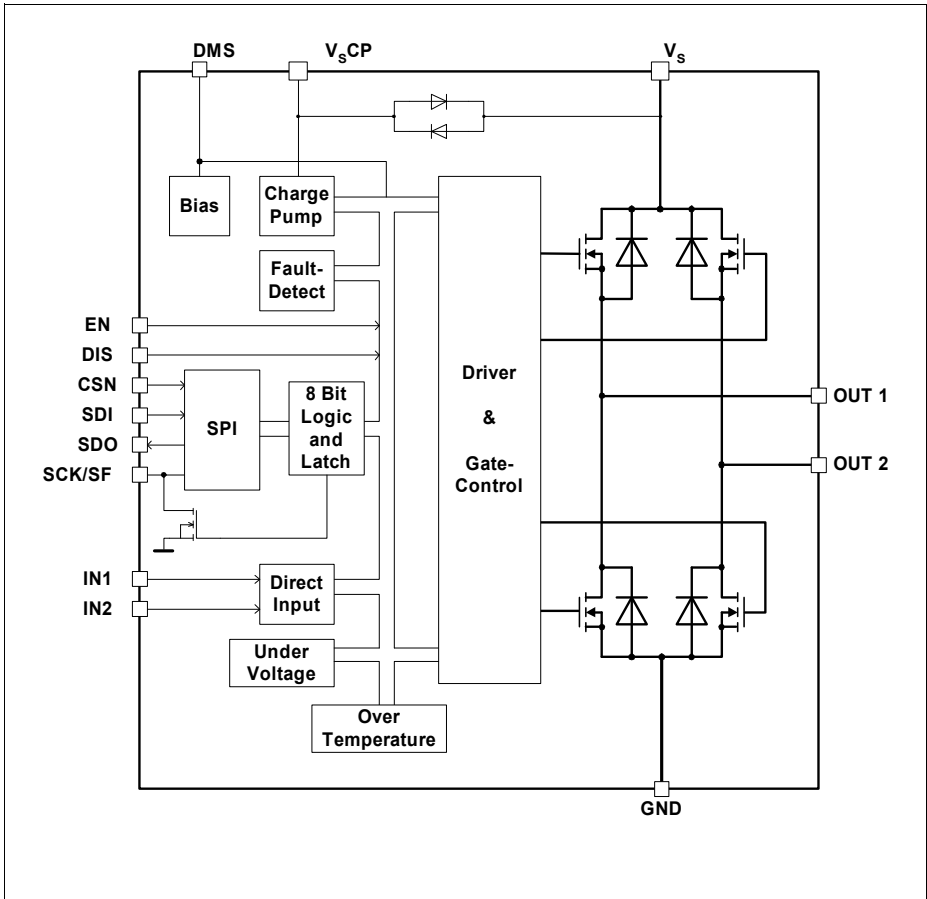 DMS
VSCP
VS
Bias
Charge
Pump
Fault-
Detect
EN
DIS
CSN
SDI
SDO
SCK/SF
SPI
8 Bit
Logic
and
Latch
Driver
&
Gate-
Control
OUT 1
OUT 2
IN1
IN2
Direct
Input
Under
Voltage
Over
Temperature
GND